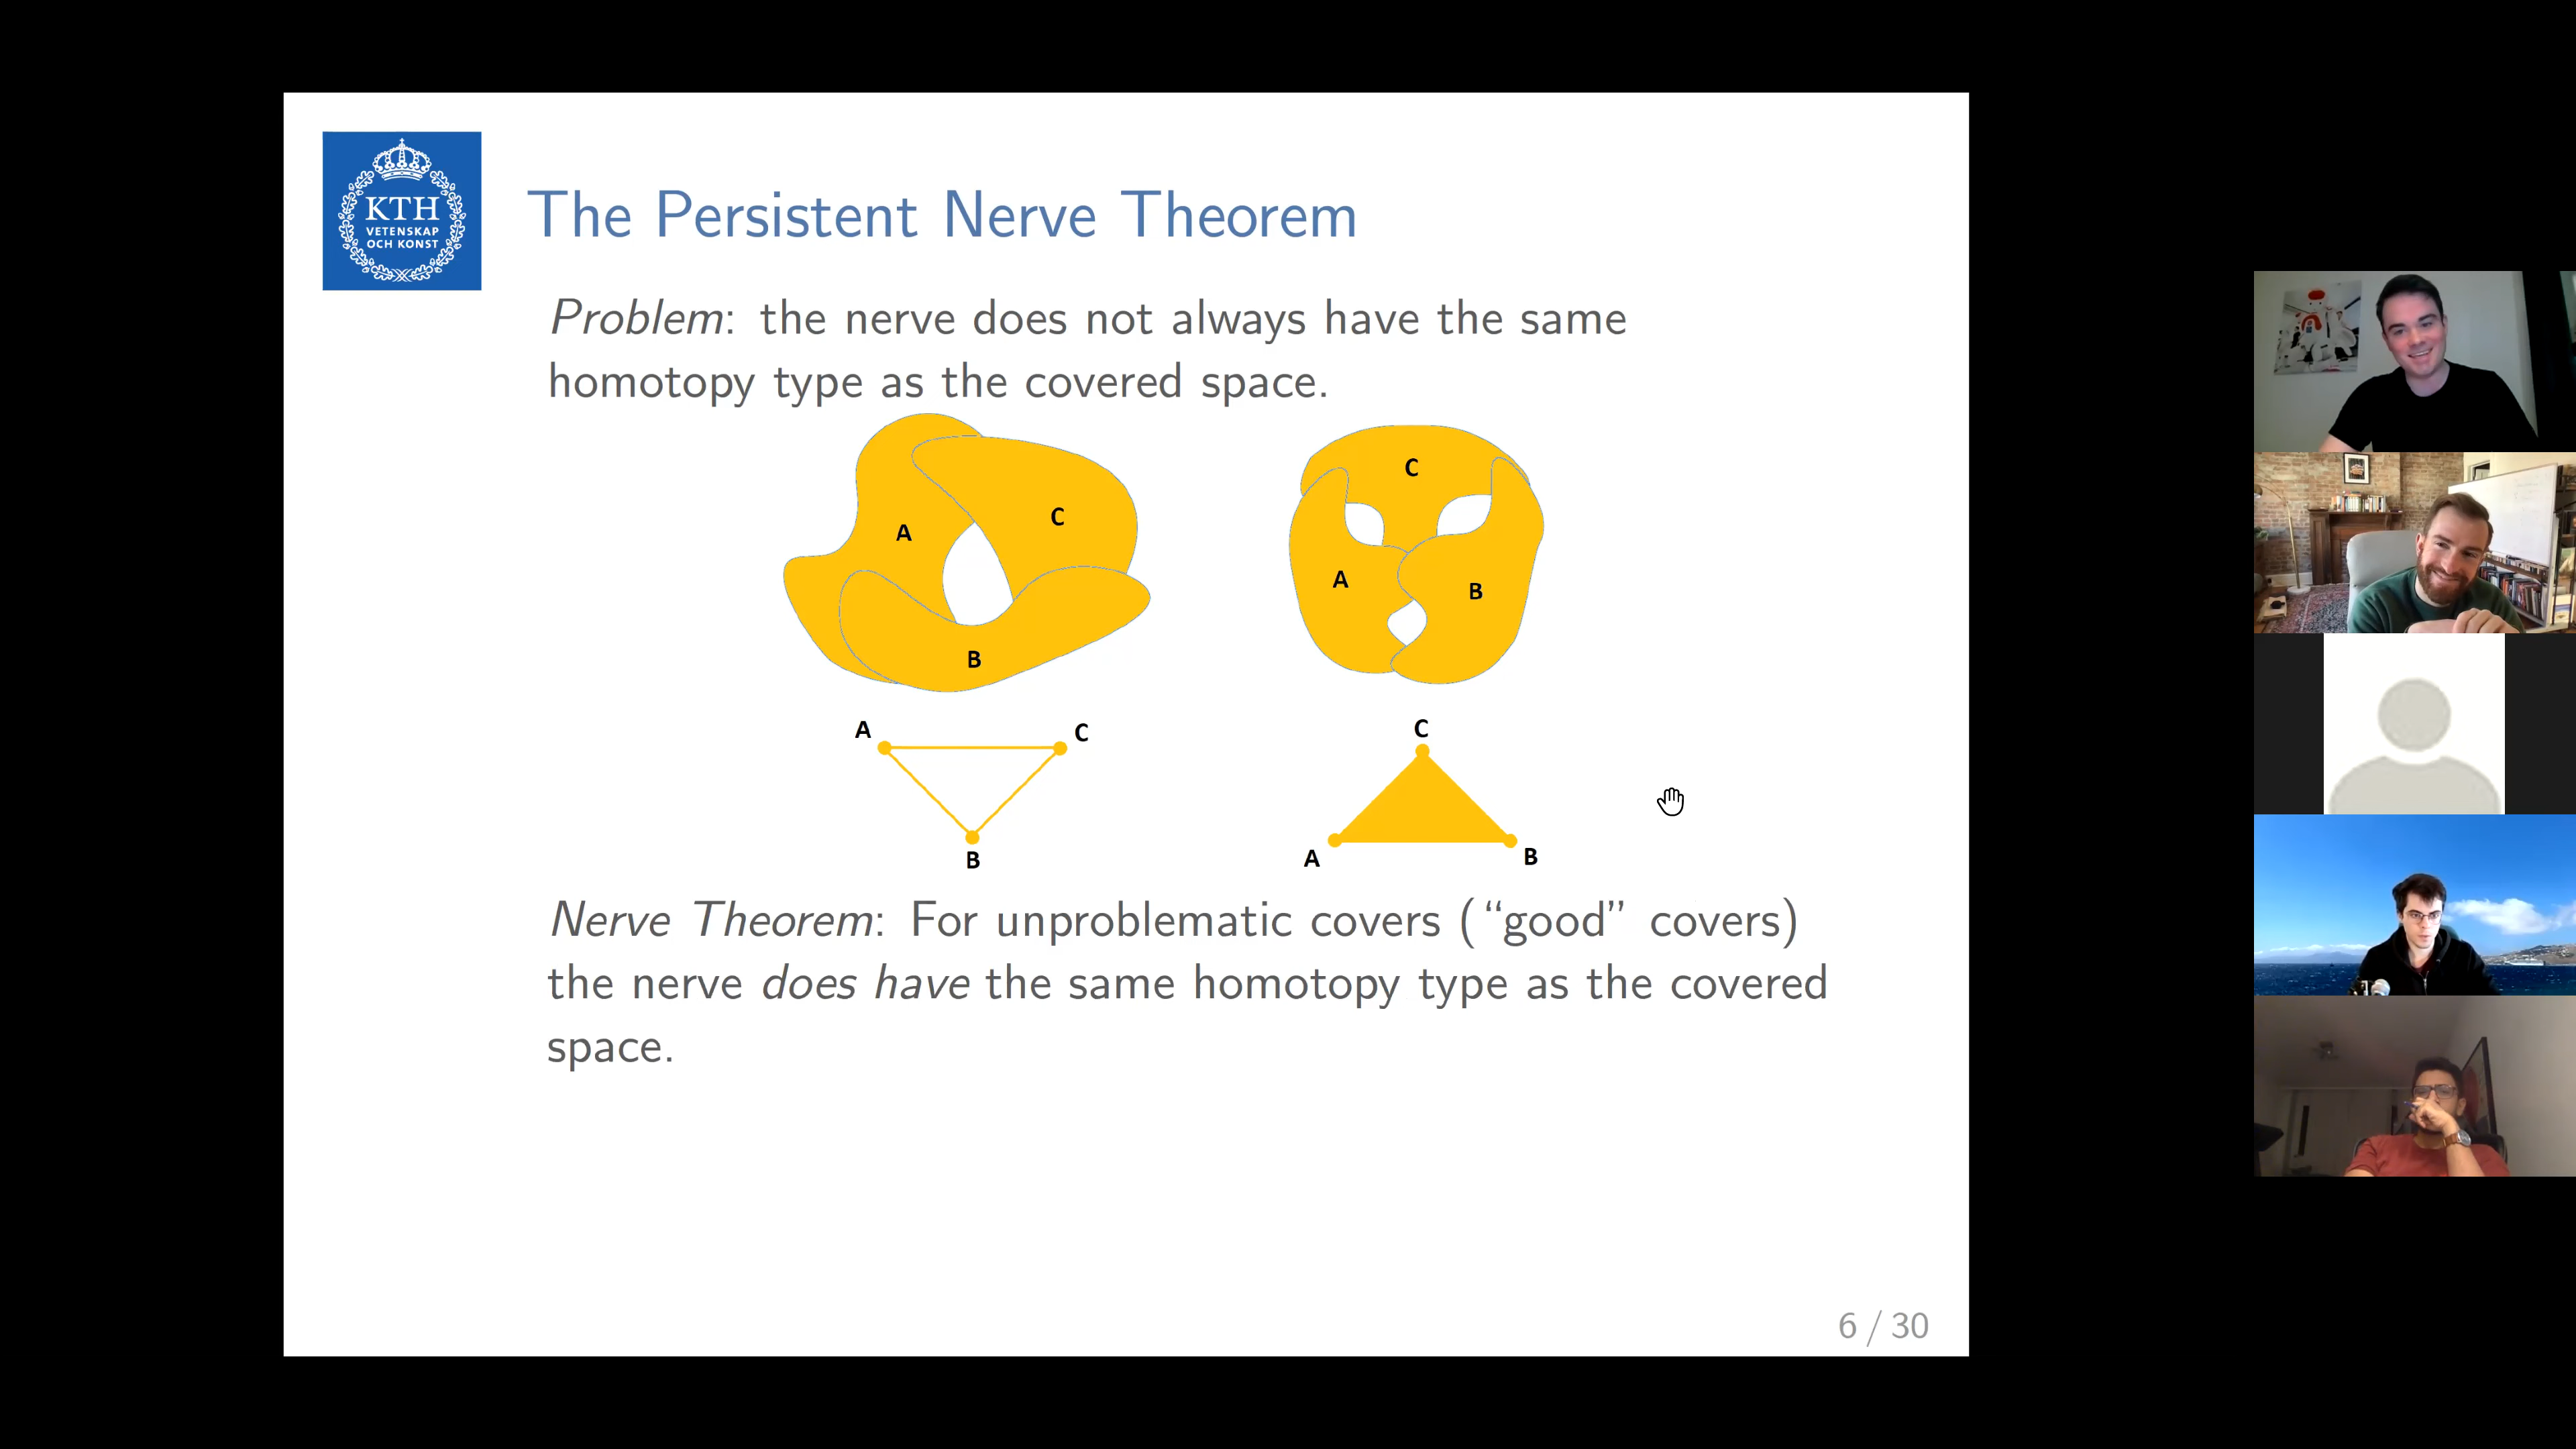 KTH
VETENSKAP
OCH KONST
The Persistent Nerve Theorem
Problem: the nerve does not always have the same
homotopy type as the covered space.
C
C
A
A
B
B
A
C
B
C
A
B
Nerve Theorem: For unproblematic covers (“good” covers)
the nerve does have the same homotopy type as the covered
space.
6 / 30